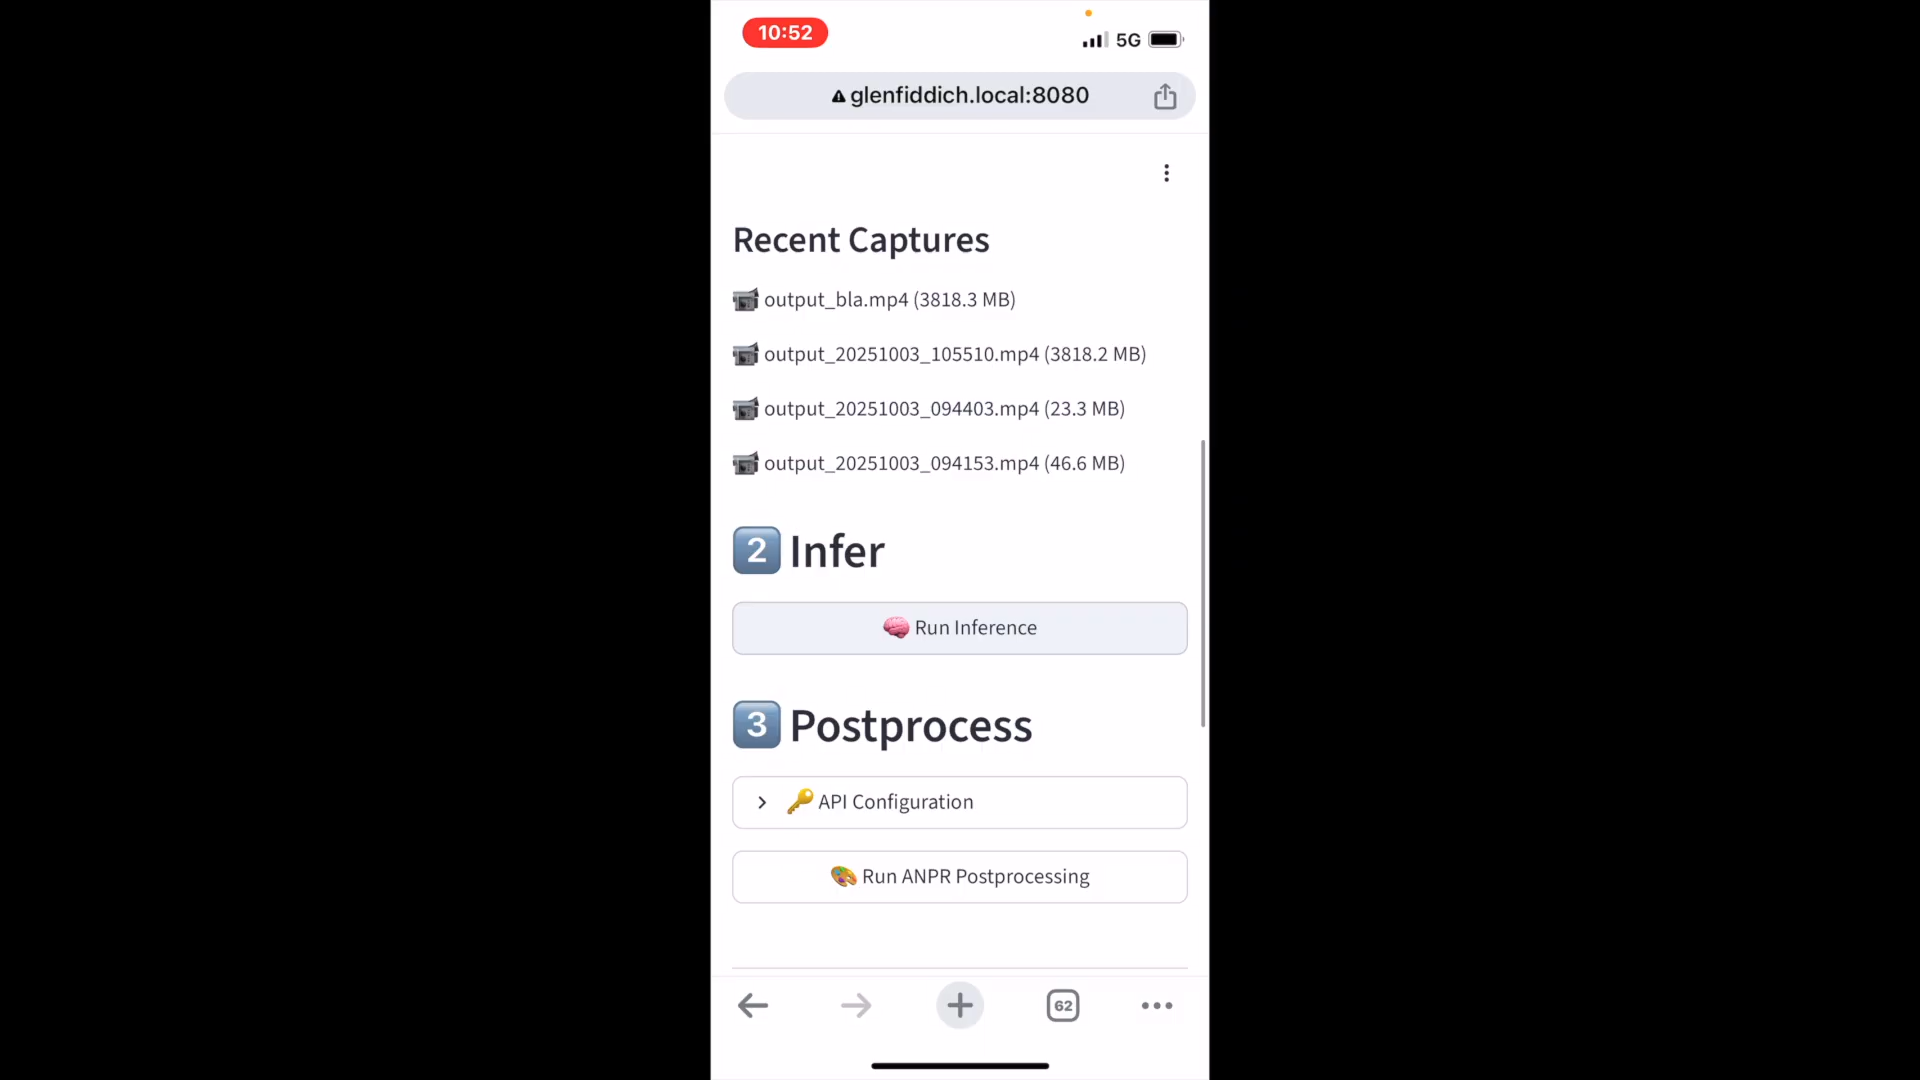 10:52
5G
glenfiddich.local:8080
Recent Captures
output_bla.mp4 (3818.3 MB)
output_20251003_105510.mp4 (3818.2 MB)
output_20251003_094403.mp4 (23.3 MB)
output_20251003_094153.mp4 (46.6 MB)
2 Infer
Run Inference
3 Postprocess
API Configuration
Run ANPR Postprocessing
62